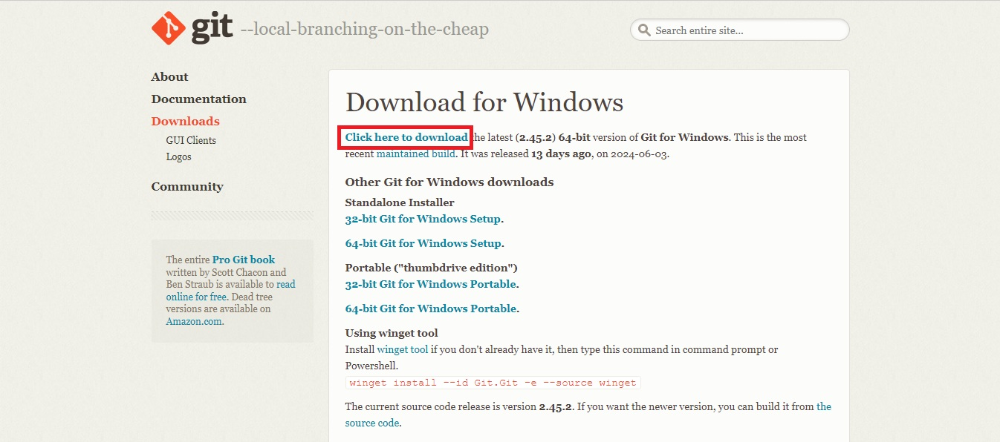 git --local-branching-on-the-cheap
Search entire site...
About
Documentation
Downloads
GUI Clients
Logos
Community
The entire Pro Git book
written by Scott Chacon and
Ben Straub is available to read
online for free. Dead tree
versions are available on
Amazon.com.
Download for Windows
Click here to download the latest (2.45.2) 64-bit version of Git for Windows. This is the most
recent maintained build. It was released 13 days ago, on 2024-06-03.
Other Git for Windows downloads
Standalone Installer
32-bit Git for Windows Setup.
64-bit Git for Windows Setup.
Portable ("thumbdrive edition")
32-bit Git for Windows Portable.
64-bit Git for Windows Portable.
Using winget tool
Install winget tool if you don't already have it, then type this command in command prompt or
Powershell.
winget install --id Git.Git -e --source winget
The current source code release is version 2.45.2. If you want the newer version, you can build it from the
source code.